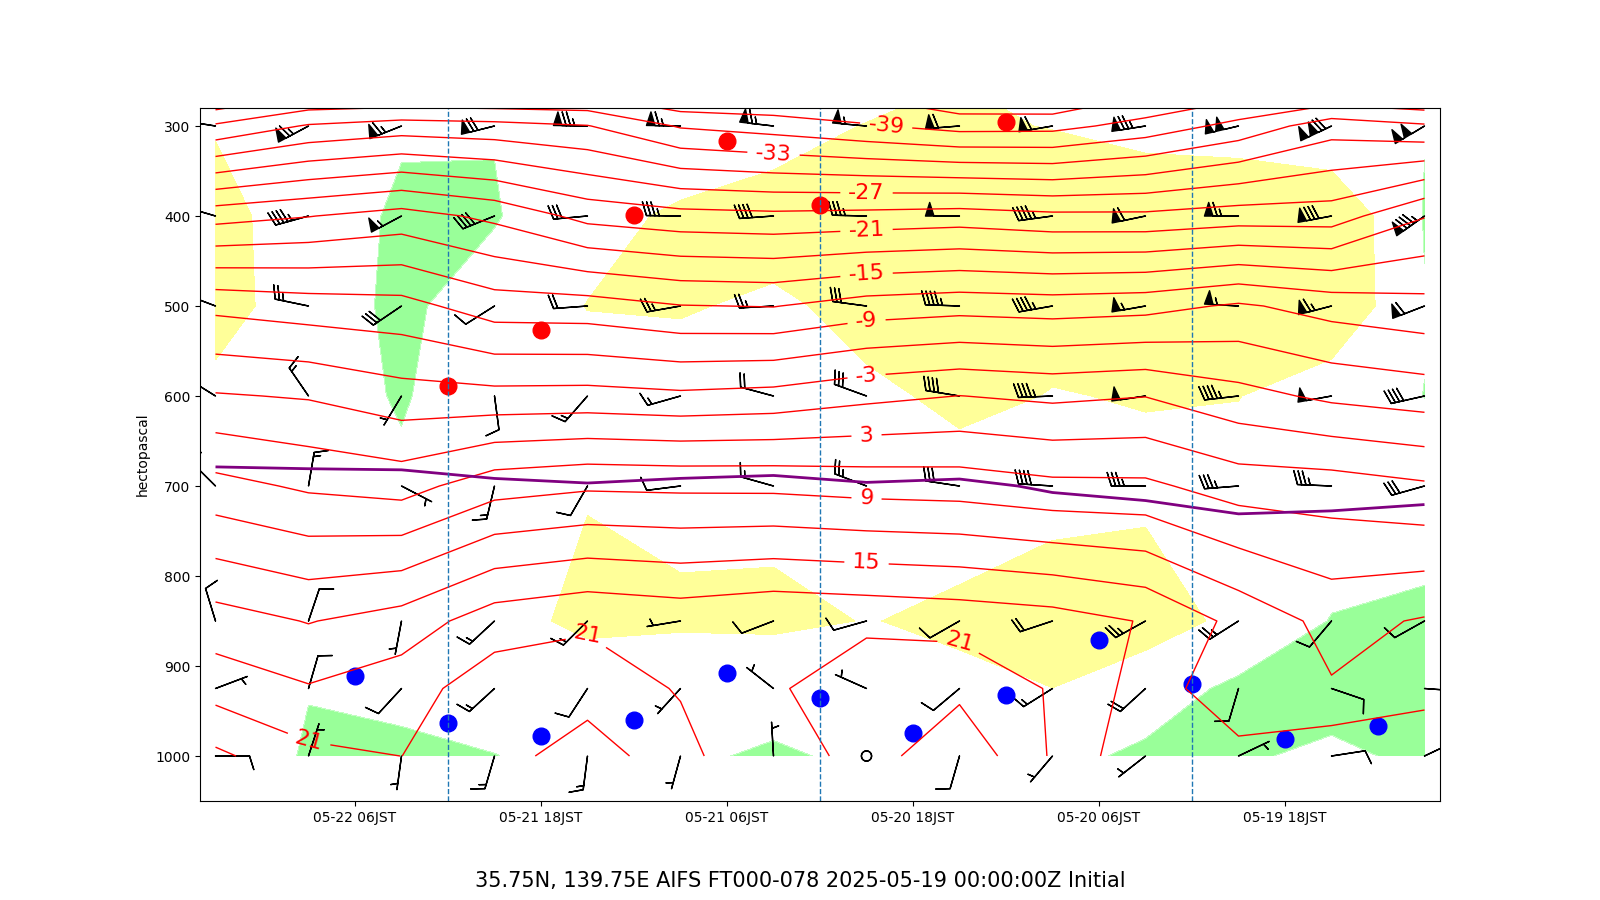 300
400
500
600
700
800
900
1000
hectopascal
-39
-33
-27
-21
-15
-9
-3
3
9
15
21
21
21
05-22 06JST
05-21 18JST
05-21 06JST
05-20 18JST
05-20 06JST
05-19 18JST
35.75N, 139.75E AIFS FT000-078 2025-05-19 00:00:00Z Initial